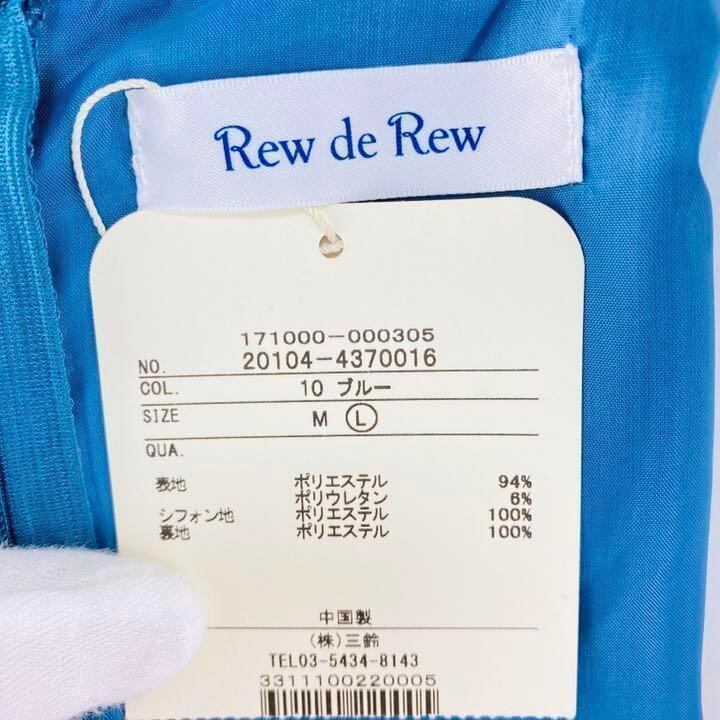 Rew de Rew
171000-000305
NO. 20104-4370016
COL. 10 ブルー
SIZE M Ⓛ
QUA.
表地 ポリエステル 94%
ポリウレタン 6%
シフォン地 ポリエステル 100%
裏地 ポリエステル 100%
中国製
(株)三鈴
TEL03-5434-8143
3311100220005